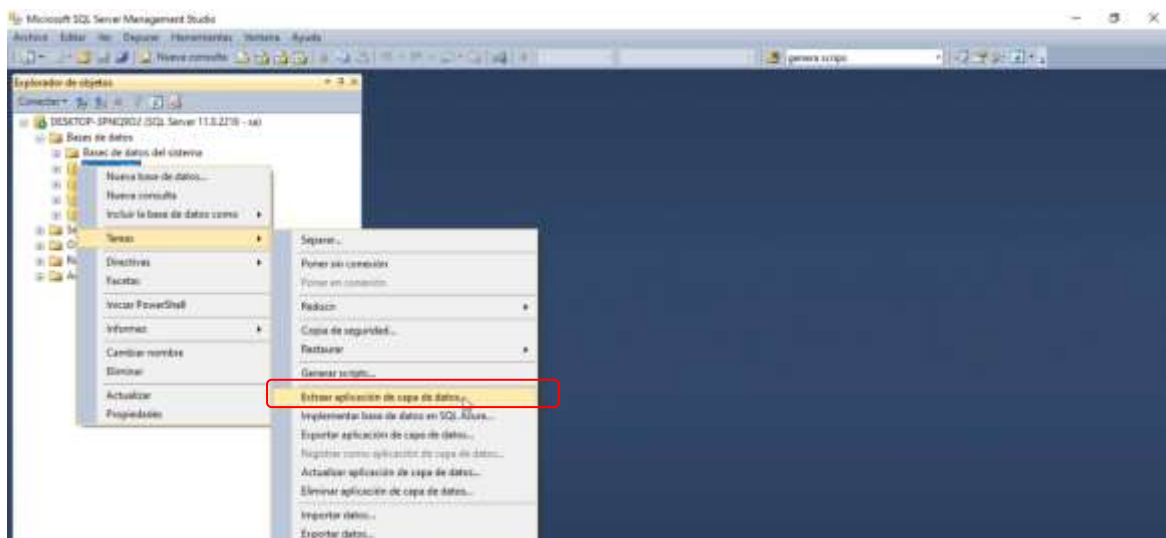 Microsoft SQL Server Management Studio
Archivo Editar Ver Depurar Herramientas Ventana Ayuda
Nueva consulta
genera scripts
Explorador de objetos
Conectar
(SQL Server 11.0.2218 - sa)
Bases de datos
Bases de datos del sistema
Nueva base de datos...
Nueva consulta
Incluir la base de datos como
Tareas
Directivas
Facetas
Iniciar PowerShell
Informes
Cambiar nombre
Eliminar
Actualizar
Propiedades
Separar...
Poner sin conexión
Poner en conexión
Reducir
Copia de seguridad...
Restaurar
Generar scripts...
Extraer aplicación de capa de datos...
Implementar base de datos en SQL Azure...
Exportar aplicación de capa de datos...
Registrar como aplicación de capa de datos...
Actualizar aplicación de capa de datos...
Eliminar aplicación de capa de datos...
Importar datos...
Exportar datos...